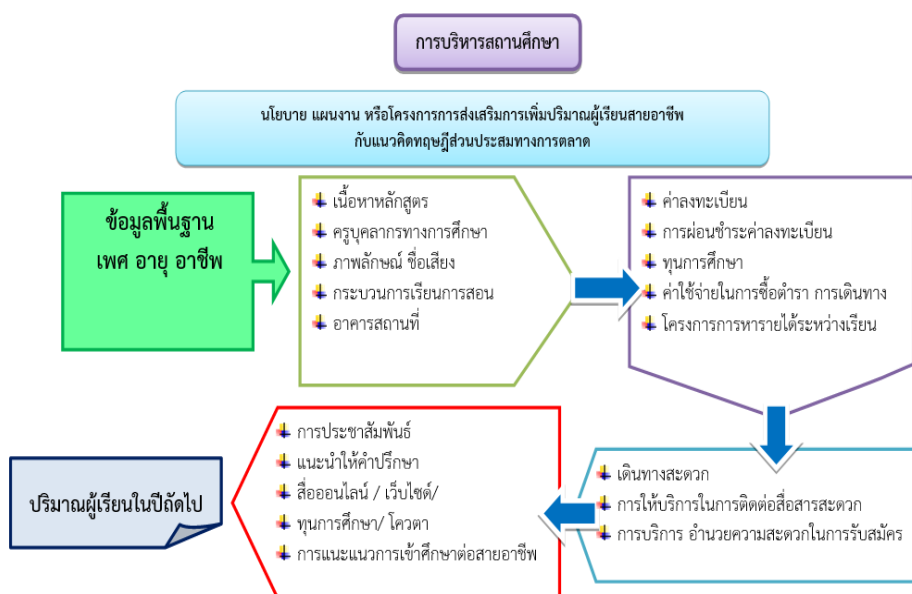 การบริหารสถานศึกษา
นโยบาย แผนงาน หรือโครงการการส่งเสริมการเพิ่มปริมาณผู้เรียนสายอาชีพ
กับแนวคิดทฤษฎีส่วนประสมทางการตลาด
ข้อมูลพื้นฐาน
เพศ อายุ อาชีพ
เนื้อหาหลักสูตร
ครูบุคลากรทางการศึกษา
ภาพลักษณ์ ชื่อเสียง
กระบวนการเรียนการสอน
อาคารสถานที่
ค่าลงทะเบียน
การผ่อนชำระค่าลงทะเบียน
ทุนการศึกษา
ค่าใช้จ่ายในการซื้อตำรา การเดินทาง
โครงการการหารายได้ระหว่างเรียน
เดินทางสะดวก
การให้บริการในการติดต่อสื่อสารสะดวก
การบริการ อำนวยความสะดวกในการรับสมัคร
การประชาสัมพันธ์
แนะนำให้คำปรึกษา
สื่อออนไลน์ / เว็บไซด์/
ทุนการศึกษา/ โควตา
การแนะแนวการเข้าศึกษาต่อสายอาชีพ
ปริมาณผู้เรียนในปีถัดไป